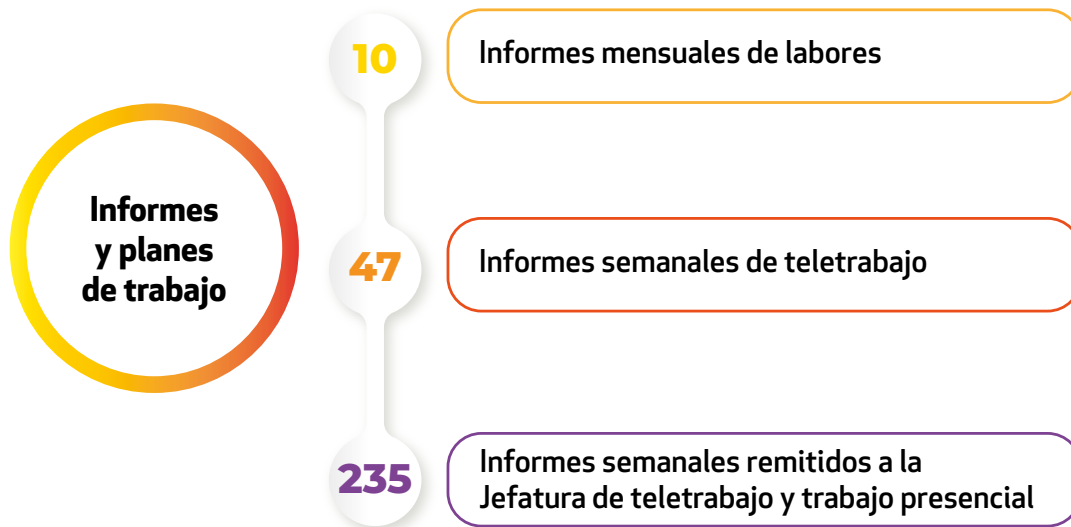 Informes
y planes
de trabajo
10
Informes mensuales de labores
47
Informes semanales de teletrabajo
235
Informes semanales remitidos a la
Jefatura de teletrabajo y trabajo presencial